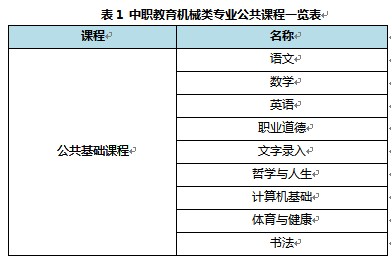 表 1 中职教育机械类专业公共课程一览表
课程 名称
公共基础课程
语文
数学
英语
职业道德
文字录入
哲学与人生
计算机基础
体育与健康
书法